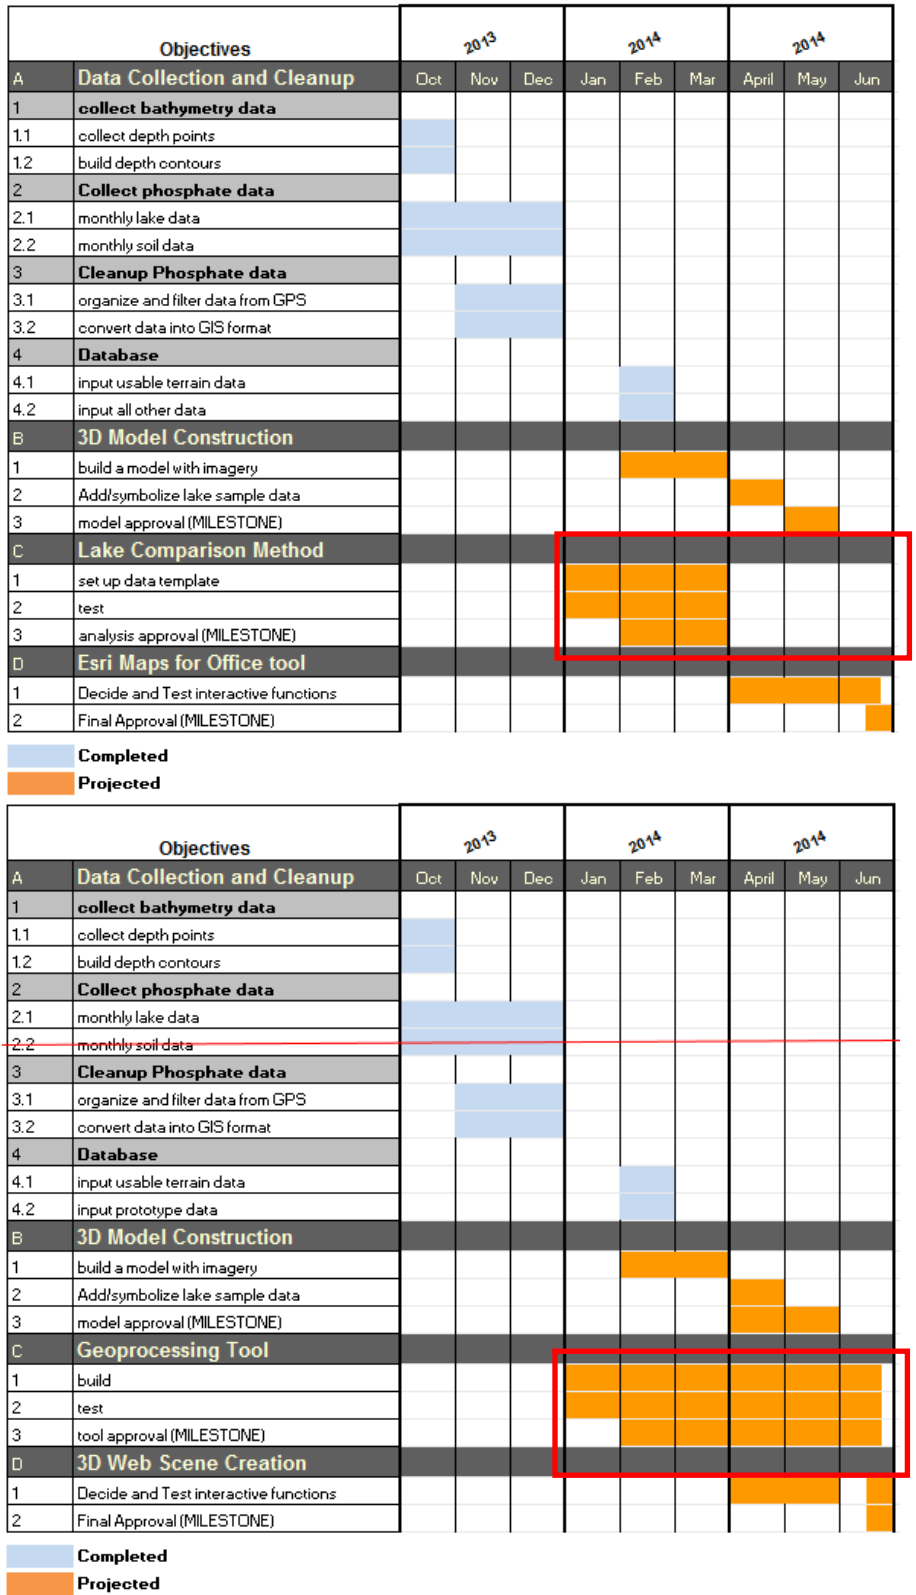 2013 2014 2014
Objectives
A Data Collection and Cleanup Oct Nov Dec Jan Feb Mar April May Jun
1 collect bathymetry data
1.1 collect depth points
1.2 build depth contours
2 Collect phosphate data
2.1 monthly lake data
2.2 monthly soil data
3 Cleanup Phosphate data
3.1 organize and filter data from GPS
3.2 convert data into GIS format
4 Database
4.1 input usable terrain data
4.2 input all other data
B 3D Model Construction
1 build a model with imagery
2 Add/symbolize lake sample data
3 model approval (MILESTONE)
C Lake Comparison Method
1 set up data template
2 test
3 analysis approval (MILESTONE)
D Esri Maps for Office tool
1 Decide and Test interactive functions
2 Final Approval (MILESTONE)
Completed
Projected
2013 2014 2014
Objectives
A Data Collection and Cleanup Oct Nov Dec Jan Feb Mar April May Jun
1 collect bathymetry data
1.1 collect depth points
1.2 build depth contours
2 Collect phosphate data
2.1 monthly lake data
2.2 monthly soil data
3 Cleanup Phosphate data
3.1 organize and filter data from GPS
3.2 convert data into GIS format
4 Database
4.1 input usable terrain data
4.2 input prototype data
B 3D Model Construction
1 build a model with imagery
2 Add/symbolize lake sample data
3 model approval (MILESTONE)
C Geoprocessing Tool
1 build
2 test
3 tool approval (MILESTONE)
D 3D Web Scene Creation
1 Decide and Test interactive functions
2 Final Approval (MILESTONE)
Completed
Projected